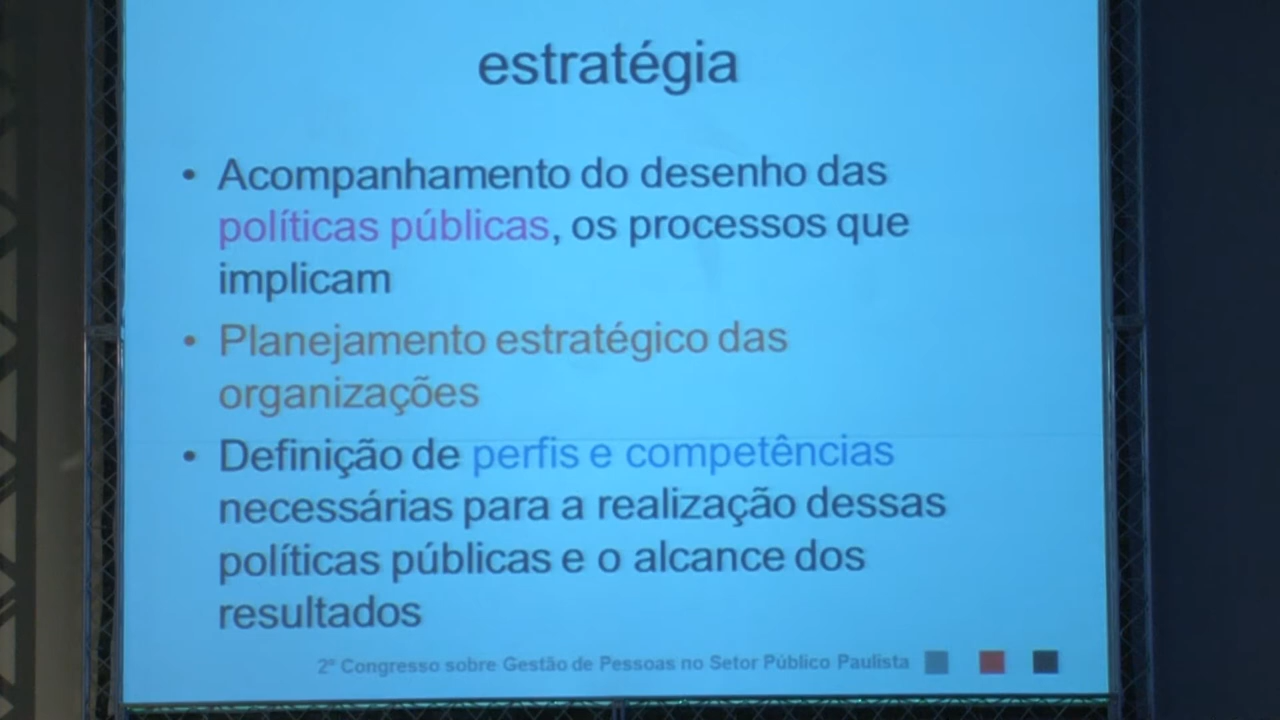 estratégia
• Acompanhamento do desenho das
políticas públicas, os processos que
implicam
• Planejamento estratégico das
organizações
• Definição de perfis e competências
necessárias para a realização dessas
políticas públicas e o alcance dos
resultados
2º Congresso sobre Gestão de Pessoas no Setor Público Paulista